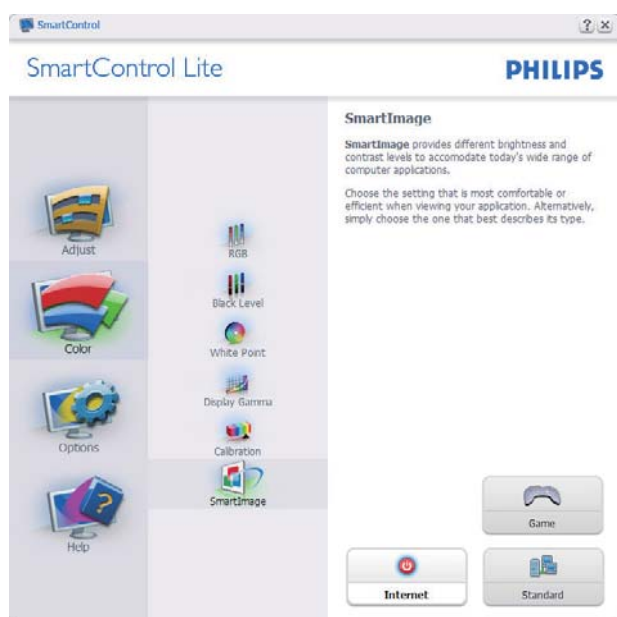 SmartControl
SmartControl Lite
PHILIPS
Adjust
Color
Options
Help
RGB
Black Level
White Point
Display Gamma
Calibration
SmartImage
SmartImage
SmartImage provides different brightness and
contrast levels to accomodate today's wide range of
computer applcations.
Choose the setting that is most comfortable or
efficient when viewing your application. Alternatively,
simply choose the one that best describes its type.
Game
Internet
Standard